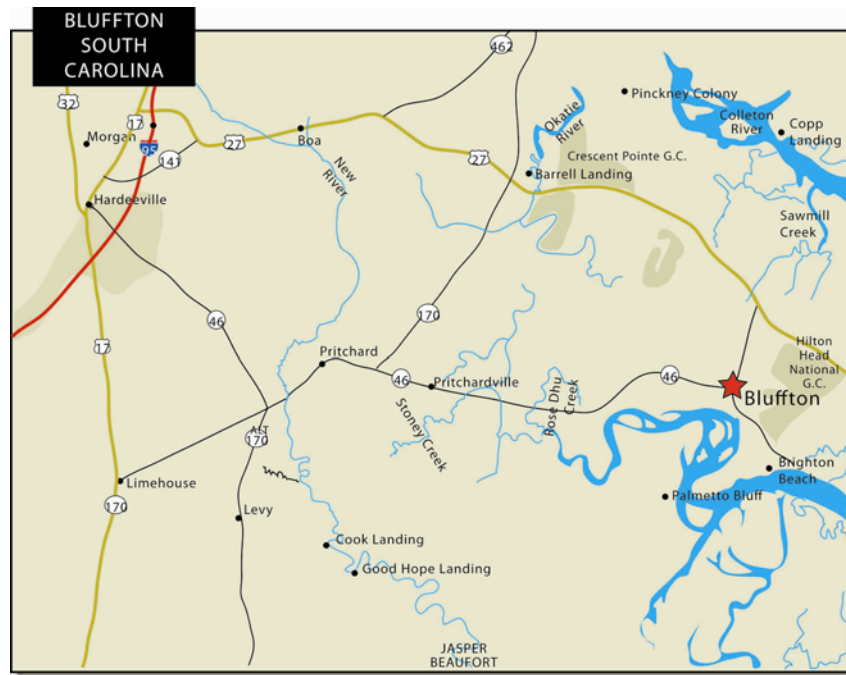 BLUFFTON
SOUTH
CAROLINA
462
32
17
Morgan
95
141
27
Boa
New
River
27
Okatie
River
Pinckney Colony
Colleton
River
Copp
Landing
Crescent Pointe G.C.
Barrell Landing
Hardeeville
Sawmill
Creek
46
170
17
Pritchard
46
Pritchardville
Stoney Creek
Rose Dhu
Creek
46
Hilton
Head
National
G.C.
Bluffton
ALT
170
Limehouse
170
Levy
Brighton
Beach
Palmetto Bluff
Cook Landing
Good Hope Landing
JASPER
BEAUFORT